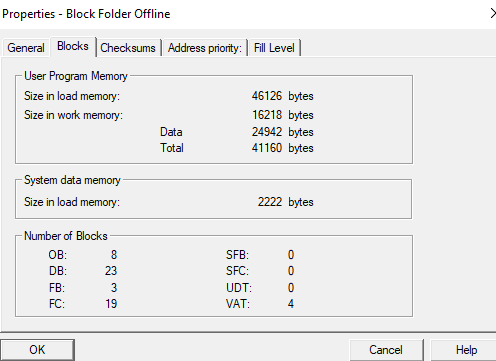 Properties - Block Folder Offline
General Blocks Checksums Address priority: Fill Level
User Program Memory
Size in load memory: 46126 bytes
Size in work memory: 16218 bytes
Data 24942 bytes
Total 41160 bytes
System data memory
Size in load memory: 2222 bytes
Number of Blocks
OB: 8 SFB: 0
DB: 23 SFC: 0
FB: 3 UDT: 0
FC: 19 VAT: 4
OK Cancel Help